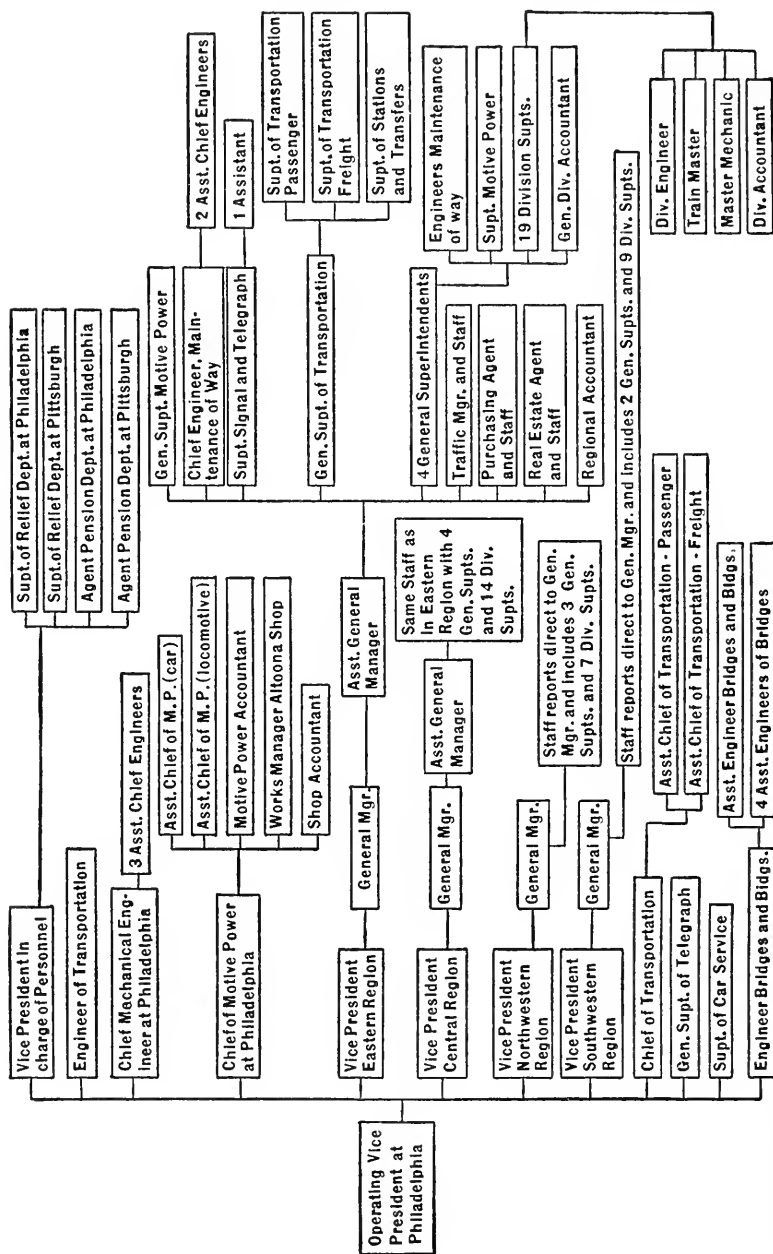 Operating Vice
President at
Philadelphia
Vice President in
charge of Personnel
Supt. of Relief Dept. at Philadelphia
Supt. of Relief Dept. at Pittsburgh
Agent Pension Dept. at Philadelphia
Agent Pension Dept. at Pittsburgh
Engineer of Transportation
Chief Mechanical Eng-
ineer at Philadelphia
3 Asst. Chief Engineers
Chief of Motive Power
at Philadelphia
Asst. Chief of M.P. (car)
Asst. Chief of M.P. (locomotive)
Motive Power Accountant
Works Manager Altoona Shop
Shop Accountant
Vice President
Eastern Region
General Mgr.
Asst. General
Manager
Gen. Supt. Motive Power
Chief Engineer, Main-
tenance of Way
2 Asst. Chief Engineers
Supt. Signal and Telegraph
1 Assistant
Gen. Supt. of Transportation
Supt. of Transportation
Passenger
Supt. of Transportation
Freight
Supt. of Stations
and Transfers
4 General Superintendents
Engineers Maintenance
of way
Supt. Motive Power
19 Division Supts.
Gen. Div. Accountant
Div. Engineer
Train Master
Master Mechanic
Div. Accountant
Traffic Mgr. and Staff
Purchasing Agent
and Staff
Real Estate Agent
and Staff
Regional Accountant
Vice President
Central Region
General Mgr.
Asst. General
Manager
Same Staff as
in Eastern
Region with 4
Gen. Supts.
and 14 Div.
Supts.
Vice President
Northwestern
Region
General Mgr.
Staff reports direct to Gen.
Mgr. and includes 3 Gen.
Supts. and 7 Div. Supts.
Vice President
Southwestern
Region
General Mgr.
Staff reports direct to Gen. Mgr. and includes 2 Gen. Supts. and 9 Div. Supts.
Chief of Transportation
Asst. Chief of Transportation - Passenger
Asst. Chief of Transportation - Freight
Gen. Supt. of Telegraph
Supt. of Car Service
Engineer Bridges and Bldgs.
Asst. Engineer Bridges and Bldgs.
4 Asst. Engineers of Bridges